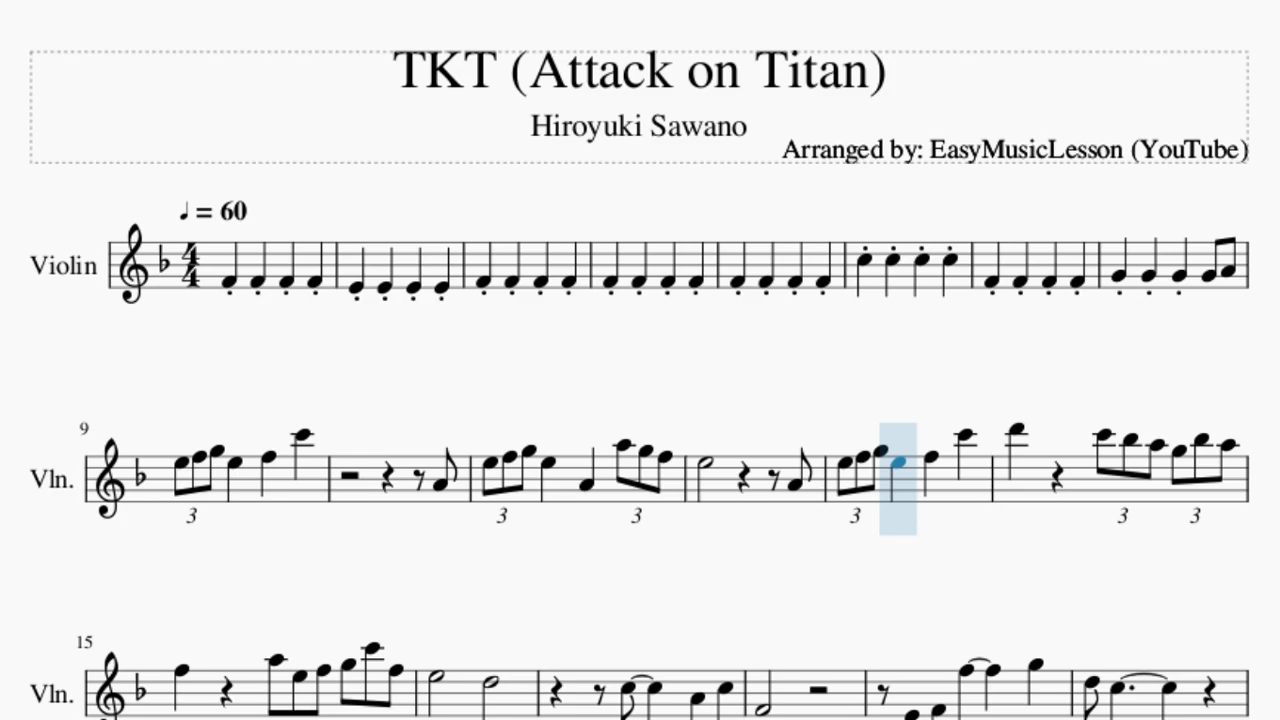 TKT (Attack on Titan)
Hiroyuki Sawano
Arranged by: EasyMusicLesson (YouTube)
♩ = 60
Violin
4
4
9
Vln.
3
3
3
3
3
3
15
Vln.